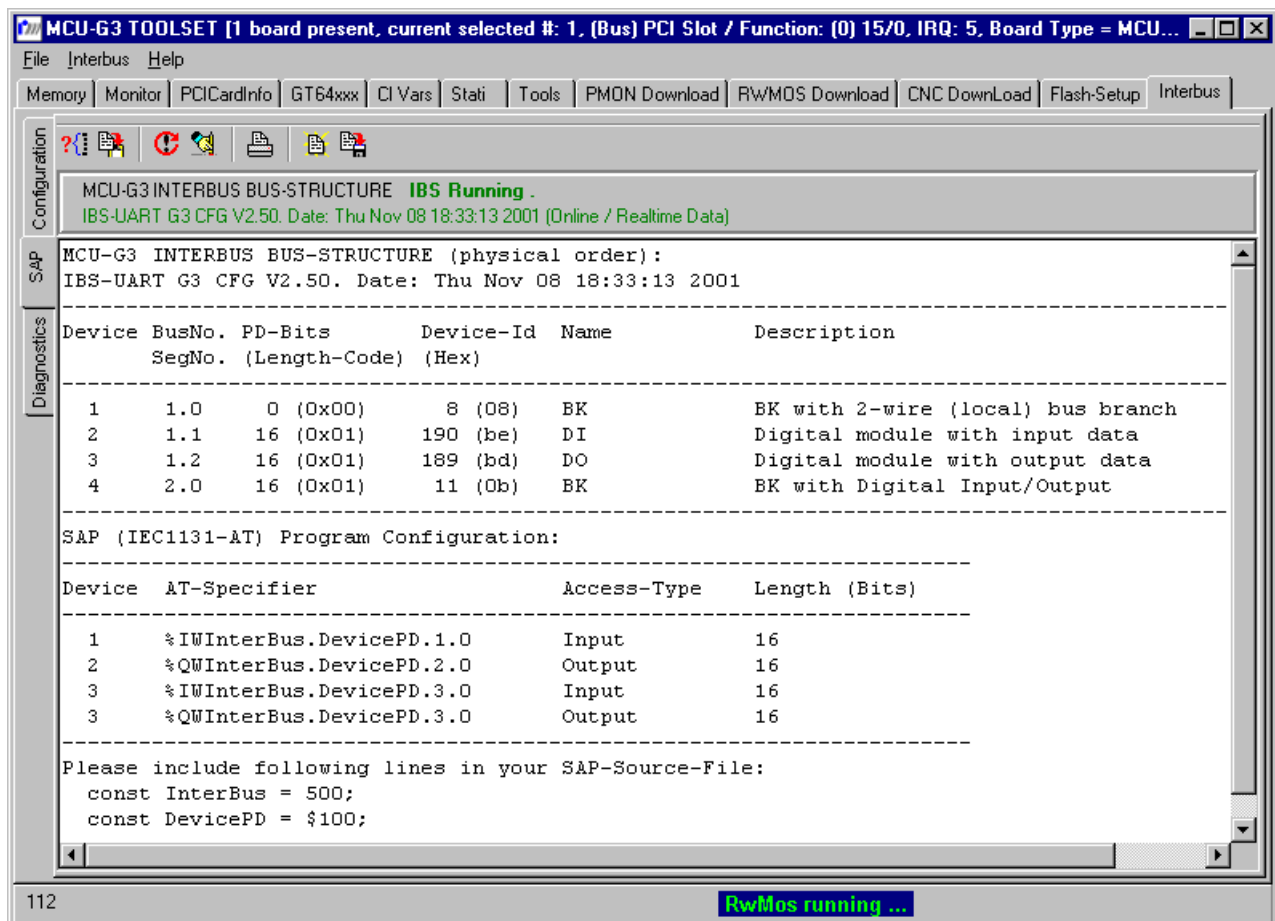 MCU-G3 TOOLSET [1 board present, current selected #: 1, (Bus) PCI Slot / Function: (0) 15/0, IRQ: 5, Board Type = MCU...
File Interbus Help
Memory Monitor PCICardInfo GT64xxx CI Vars Stati Tools PMON Download RWMOS Download CNC DownLoad Flash-Setup Interbus
Configuration
SAP
Diagnostics
MCU-G3 INTERBUS BUS-STRUCTURE IBS Running .
IBS-UART G3 CFG V2.50. Date: Thu Nov 08 18:33:13 2001 (Online / Realtime Data)
MCU-G3 INTERBUS BUS-STRUCTURE (physical order):
IBS-UART G3 CFG V2.50. Date: Thu Nov 08 18:33:13 2001
Device BusNo. PD-Bits Device-Id Name Description
SegNo. (Length-Code) (Hex)
1 1.0 0 (0x00) 8 (08) BK BK with 2-wire (local) bus branch
2 1.1 16 (0x01) 190 (be) DI Digital module with input data
3 1.2 16 (0x01) 189 (bd) DO Digital module with output data
4 2.0 16 (0x01) 11 (0b) BK BK with Digital Input/Output
SAP (IEC1131-AT) Program Configuration:
Device AT-Specifier Access-Type Length (Bits)
1 %IWInterBus.DevicePD.1.0 Input 16
2 %QWInterBus.DevicePD.2.0 Output 16
3 %IWInterBus.DevicePD.3.0 Input 16
3 %QWInterBus.DevicePD.3.0 Output 16
Please include following lines in your SAP-Source-File:
const InterBus = 500;
const DevicePD = $100;
112 RwMos running ...